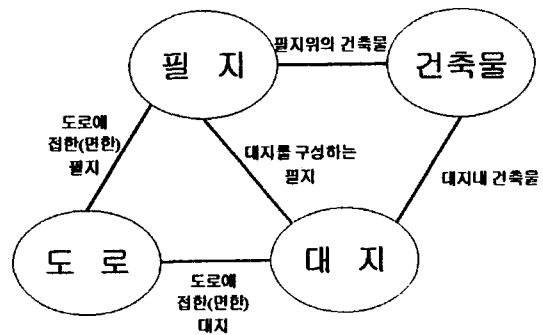 필지위의 건축물
필 지
건축물
도로에
접한(면한)
필지
대지를 구성하는
필지
대지내 건축물
도 로
대 지
도로에
접한(면한)
대지